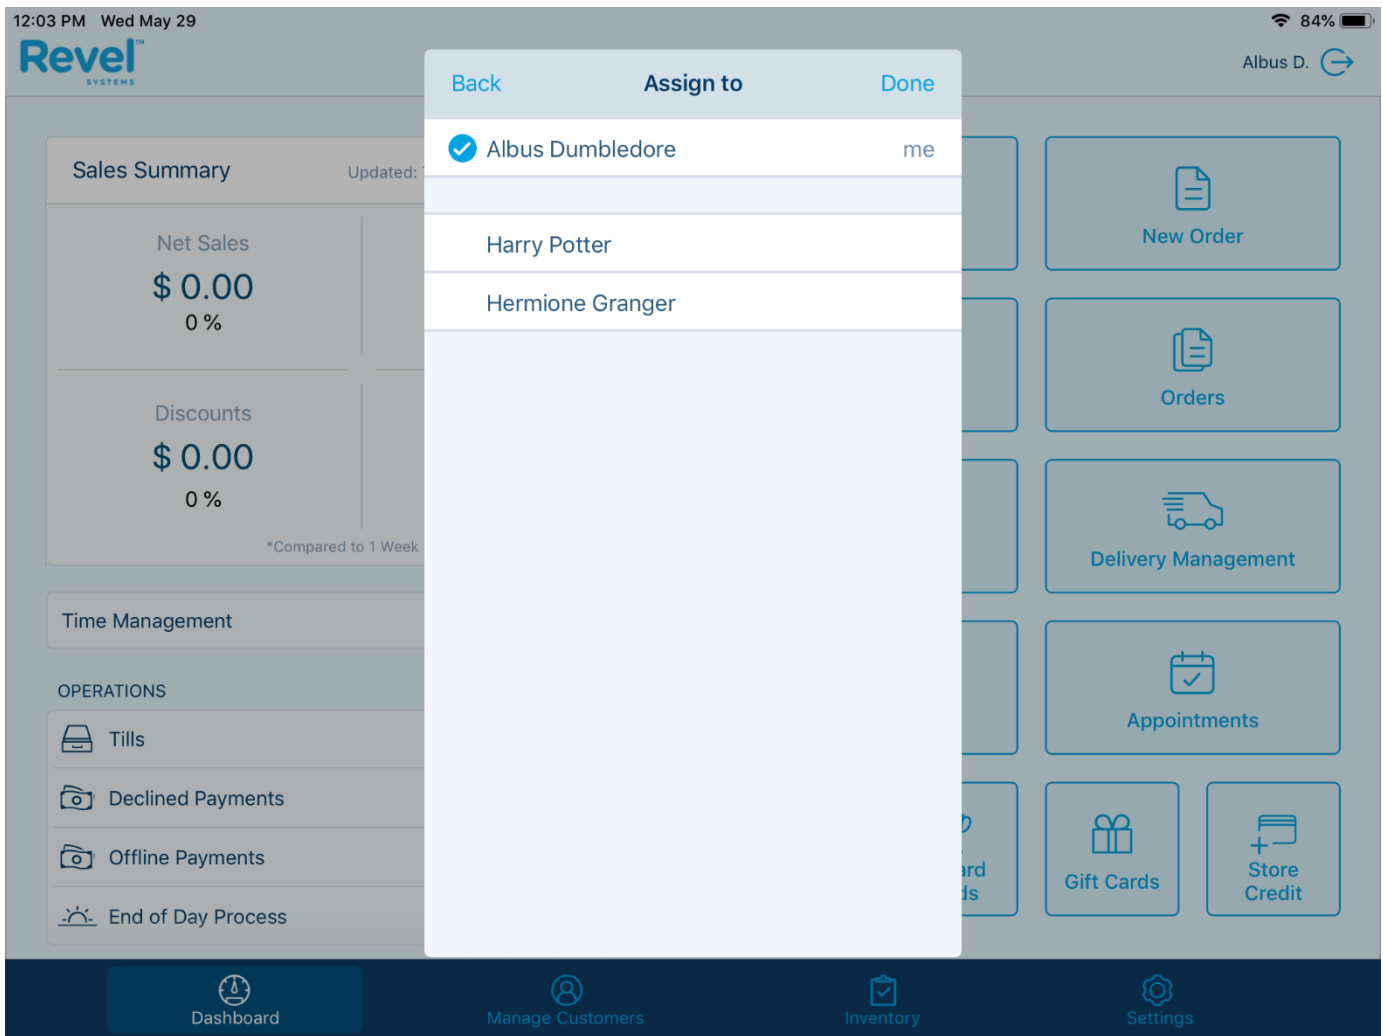 12:03 PM Wed May 29
84%
Revel™
SYSTEMS
Albus D.
Back
Assign to
Done
Albus Dumbledore
me
Harry Potter
Hermione Granger
Sales Summary
Updated:
Net Sales
$ 0.00
0 %
Discounts
$ 0.00
0 %
*Compared to 1 Week
Time Management
OPERATIONS
Tills
Declined Payments
Offline Payments
End of Day Process
New Order
Orders
Delivery Management
Appointments
Gift Cards
Store
Credit
Dashboard
Manage Customers
Inventory
Settings